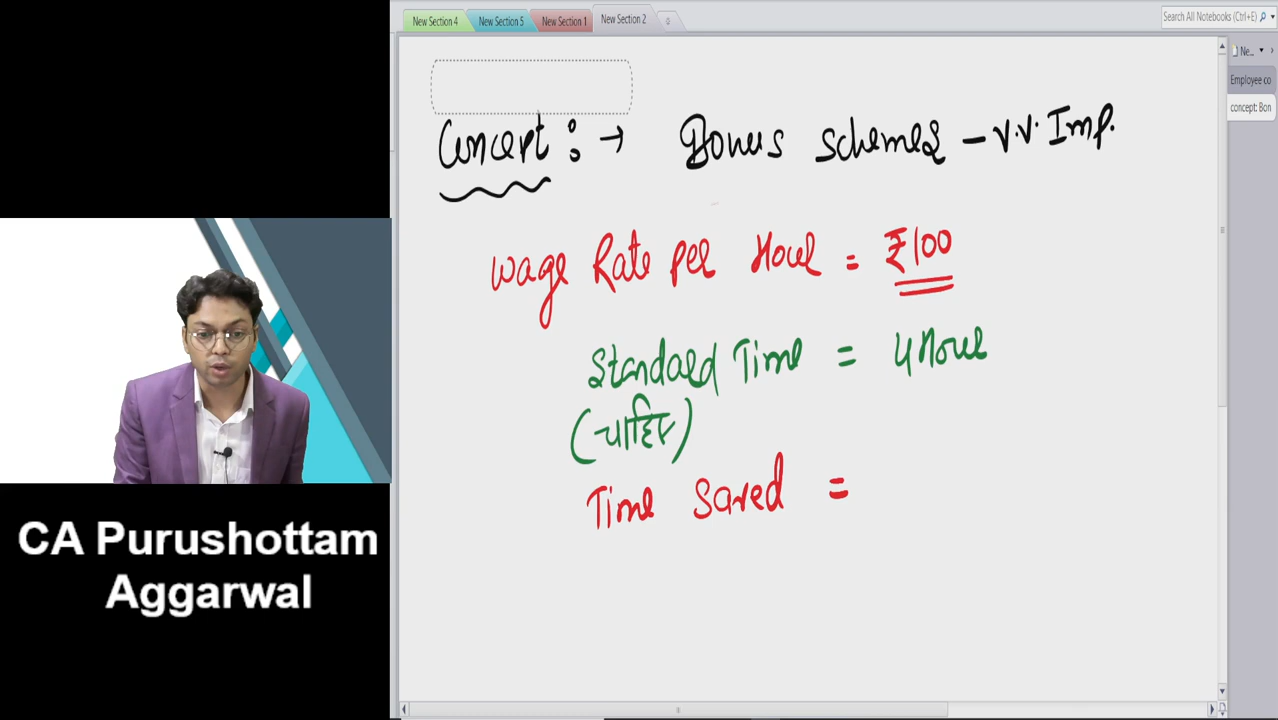 New Section 4 New Section 5 New Section 1 New Section 2
Search All Notebooks (Ctrl+E)
Ne...
Employee co
concept: Bon
Concept :→ Bonus schemes – V.V. Imp.
Wage Rate per Hour = ₹100
Standard Time = 4 Hour
(चाहिए)
Time Saved =
CA Purushottam
Aggarwal